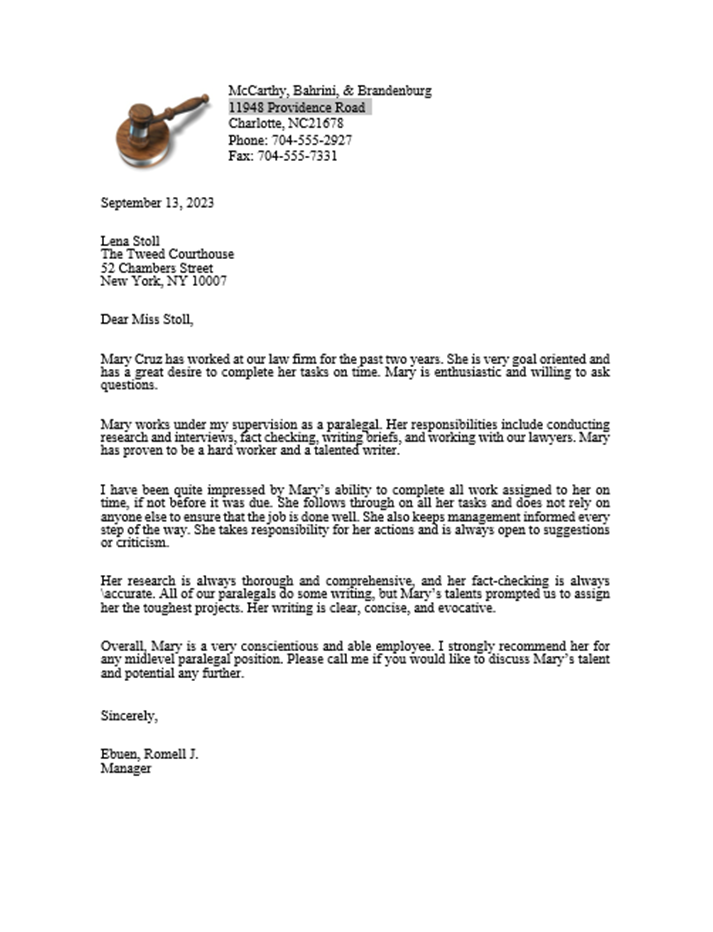 McCarthy, Bahrini, & Brandenburg
11948 Providence Road
Charlotte, NC21678
Phone: 704-555-2927
Fax: 704-555-7331
September 13, 2023
Lena Stoll
The Tweed Courthouse
52 Chambers Street
New York, NY 10007
Dear Miss Stoll,
Mary Cruz has worked at our law firm for the past two years. She is very goal oriented and
has a great desire to complete her tasks on time. Mary is enthusiastic and willing to ask
questions.
Mary works under my supervision as a paralegal. Her responsibilities include conducting
research and interviews, fact checking, writing briefs, and working with our lawyers. Mary
has proven to be a hard worker and a talented writer.
I have been quite impressed by Mary’s ability to complete all work assigned to her on
time, if not before it was due. She follows through on all her tasks and does not rely on
anyone else to ensure that the job is done well. She also keeps management informed every
step of the way. She takes responsibility for her actions and is always open to suggestions
or criticism.
Her research is always thorough and comprehensive, and her fact-checking is always
\accurate. All of our paralegals do some writing, but Mary’s talents prompted us to assign
her the toughest projects. Her writing is clear, concise, and evocative.
Overall, Mary is a very conscientious and able employee. I strongly recommend her for
any midlevel paralegal position. Please call me if you would like to discuss Mary’s talent
and potential any further.
Sincerely,
Ebuen, Romell J.
Manager